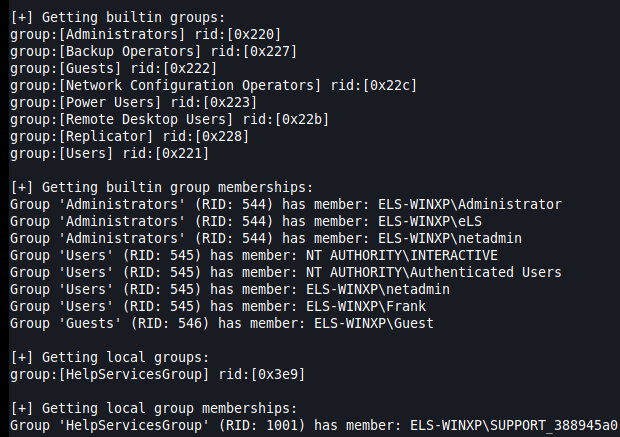 [+] Getting builtin groups:
group:[Administrators] rid:[0x220]
group:[Backup Operators] rid:[0x227]
group:[Guests] rid:[0x222]
group:[Network Configuration Operators] rid:[0x22c]
group:[Power Users] rid:[0x223]
group:[Remote Desktop Users] rid:[0x22b]
group:[Replicator] rid:[0x228]
group:[Users] rid:[0x221]
[+] Getting builtin group memberships:
Group 'Administrators' (RID: 544) has member: ELS-WINXP\Administrator
Group 'Administrators' (RID: 544) has member: ELS-WINXP\eLS
Group 'Administrators' (RID: 544) has member: ELS-WINXP\netadmin
Group 'Users' (RID: 545) has member: NT AUTHORITY\INTERACTIVE
Group 'Users' (RID: 545) has member: NT AUTHORITY\Authenticated Users
Group 'Users' (RID: 545) has member: ELS-WINXP\netadmin
Group 'Users' (RID: 545) has member: ELS-WINXP\Frank
Group 'Guests' (RID: 546) has member: ELS-WINXP\Guest
[+] Getting local groups:
group:[HelpServicesGroup] rid:[0x3e9]
[+] Getting local group memberships:
Group 'HelpServicesGroup' (RID: 1001) has member: ELS-WINXP\SUPPORT_388945a0